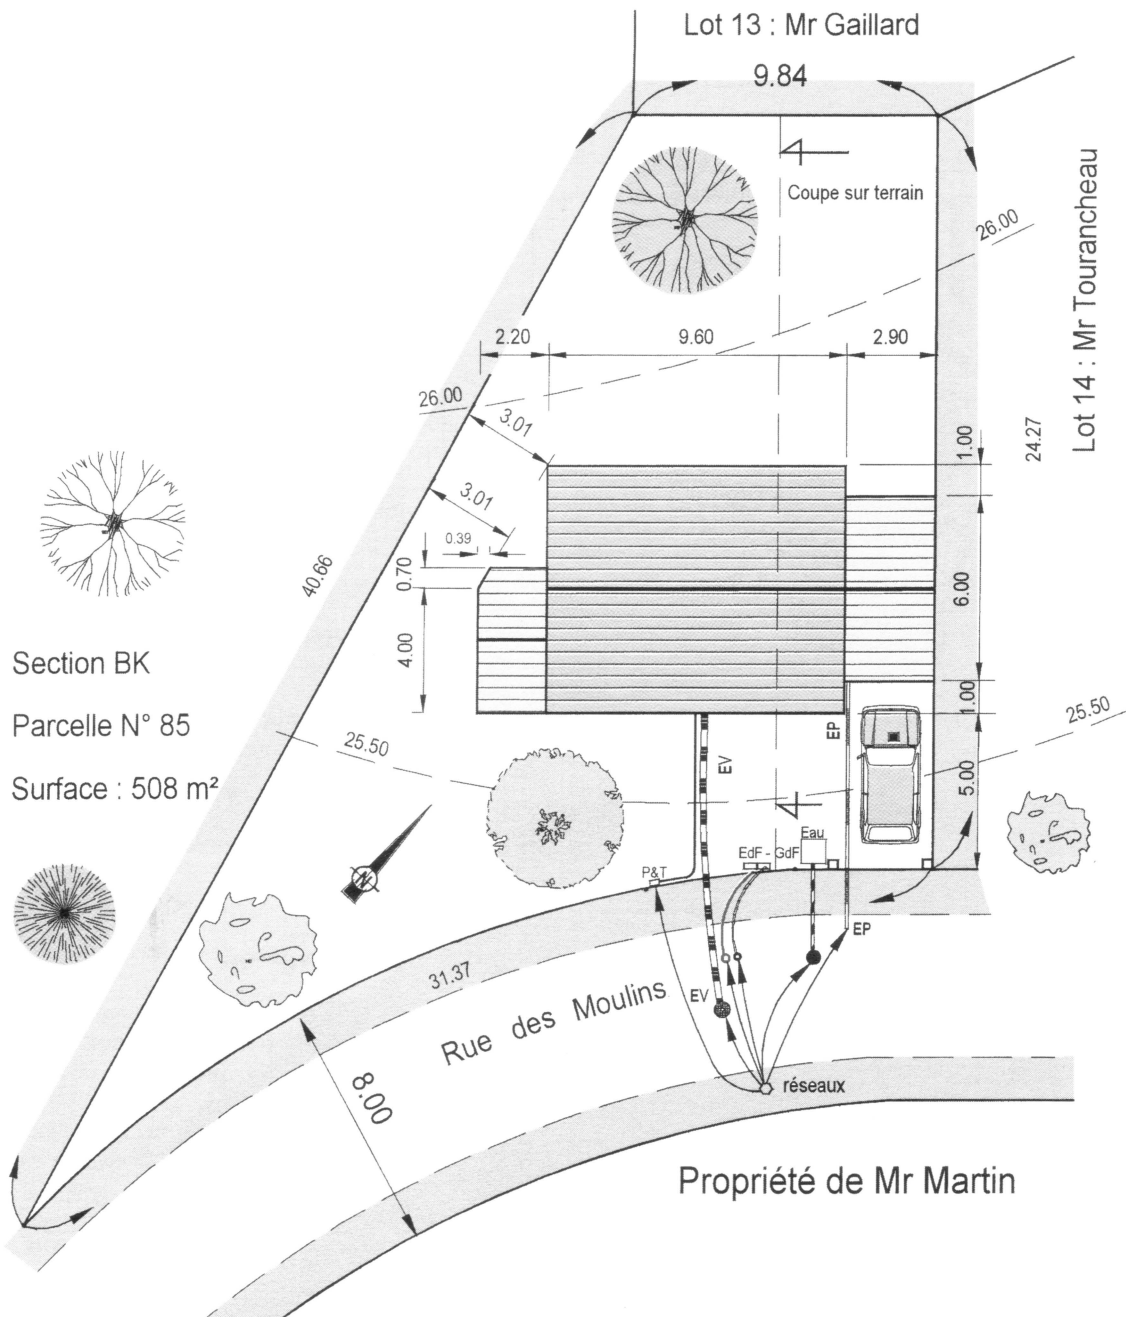 Lot 13 : Mr Gaillard
9.84
Coupe sur terrain
26.00
Lot 14 : Mr Tourancheau
2.20
9.60
2.90
26.00
3.01
1.00
24.27
3.01
0.39
0.70
40.66
6.00
4.00
Section BK
Parcelle N° 85
Surface : 508 m²
1.00
25.50
25.50
EP
EV
5.00
Eau
EdF - GdF
P&T
N
EP
31.37
EV
Rue des Moulins
8.00
réseaux
Propriété de Mr Martin